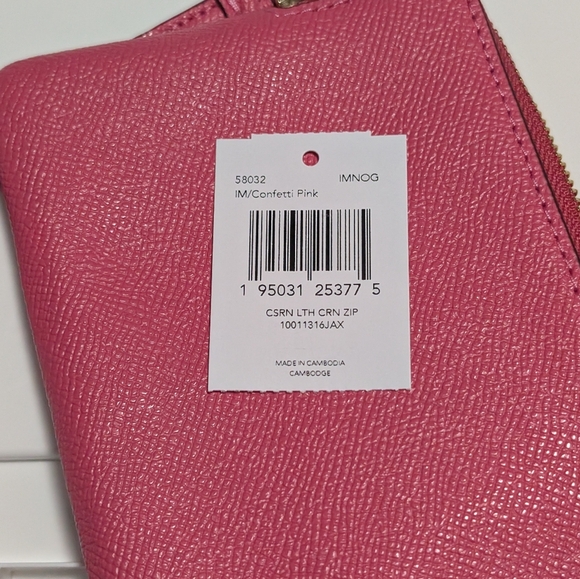 58032 IMNOG
IM/Confetti Pink
1 95031 25377 5
CSRN LTH CRN ZIP
10011316JAX
MADE IN CAMBODIA
CAMBODGE